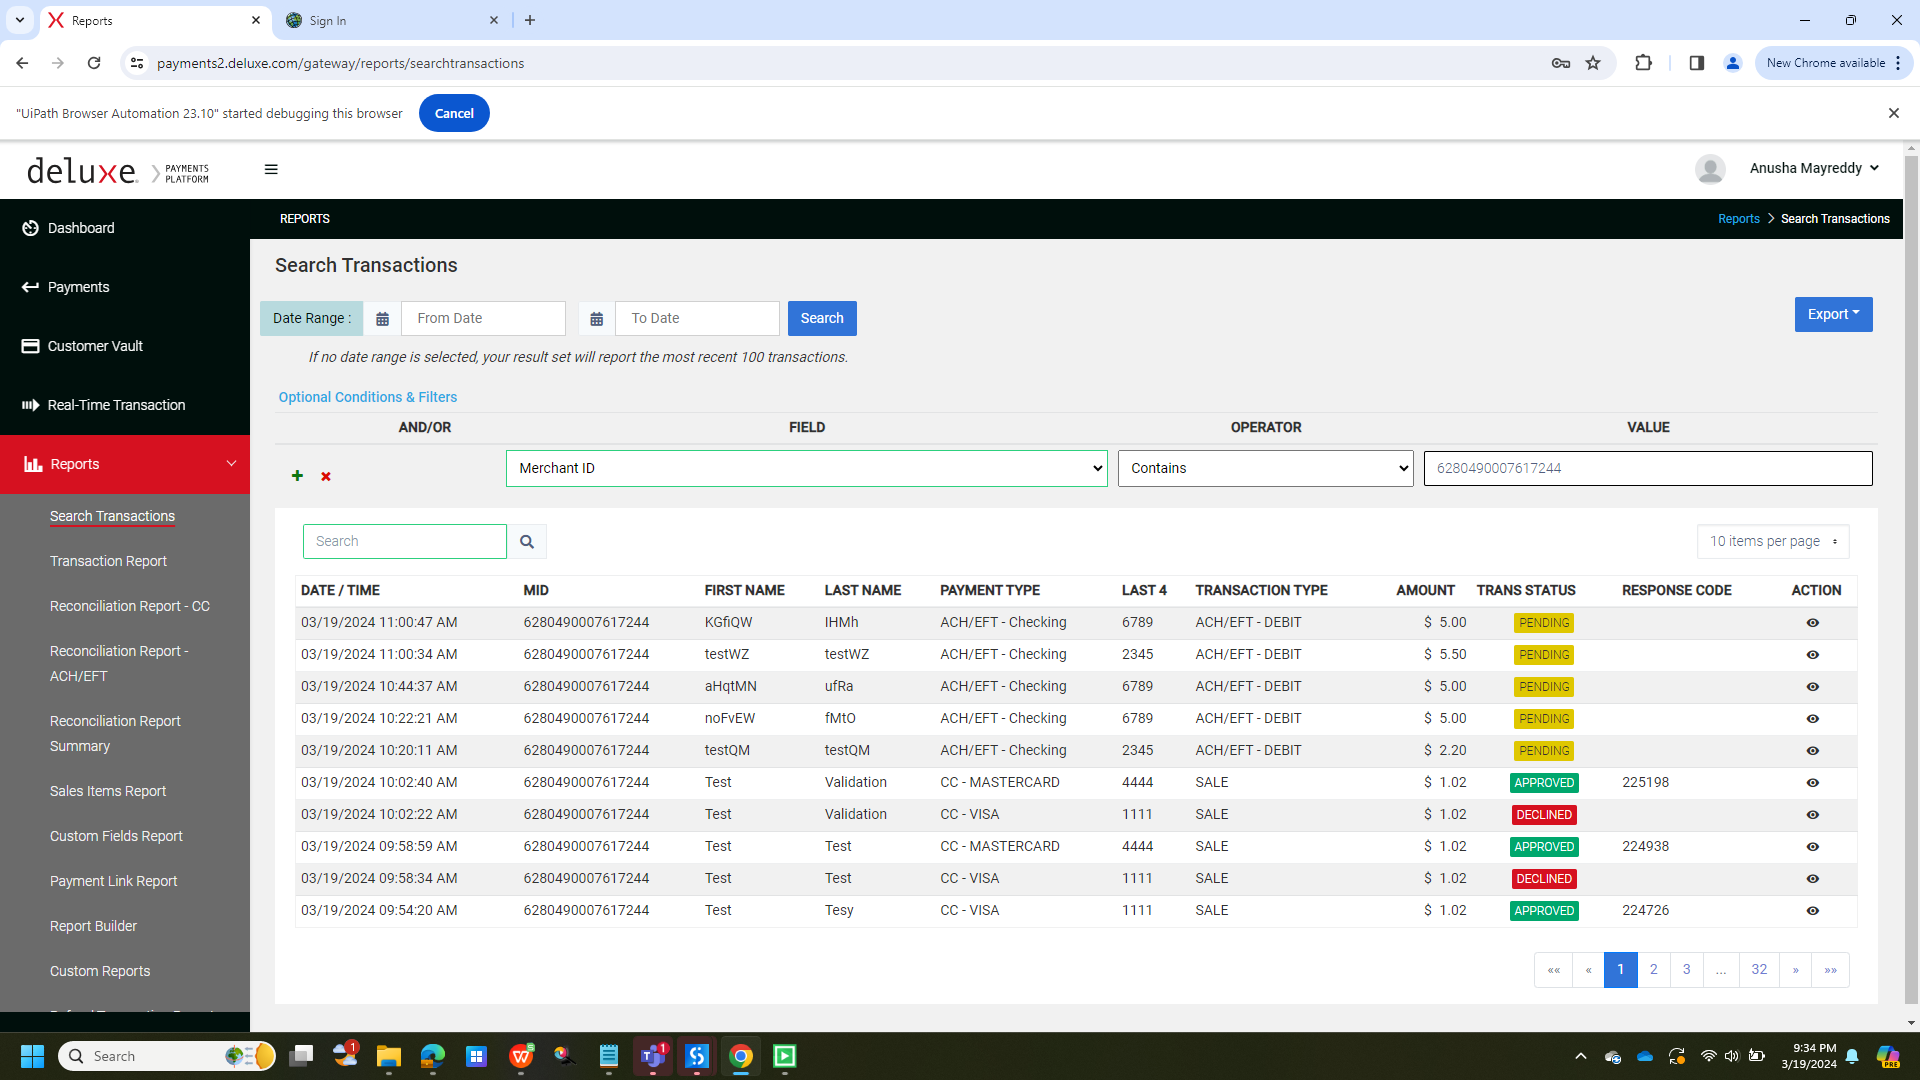 Reports
Sign In
payments2.deluxe.com/gateway/reports/searchtransactions
New Chrome available
"UiPath Browser Automation 23.10" started debugging this browser
Cancel
deluxe PAYMENTS PLATFORM
Anusha Mayreddy
Dashboard
Payments
Customer Vault
Real-Time Transaction
Reports
Search Transactions
Transaction Report
Reconciliation Report - CC
Reconciliation Report -
ACH/EFT
Reconciliation Report
Summary
Sales Items Report
Custom Fields Report
Payment Link Report
Report Builder
Custom Reports
REPORTS
Reports > Search Transactions
Search Transactions
Date Range : From Date To Date Search
Export
If no date range is selected, your result set will report the most recent 100 transactions.
Optional Conditions & Filters
AND/OR FIELD OPERATOR VALUE
Merchant ID Contains 6280490007617244
Search
10 items per page
DATE / TIME MID FIRST NAME LAST NAME PAYMENT TYPE LAST 4 TRANSACTION TYPE AMOUNT TRANS STATUS RESPONSE CODE ACTION
03/19/2024 11:00:47 AM 6280490007617244 KGfiQW IHMh ACH/EFT - Checking 6789 ACH/EFT - DEBIT $ 5.00 PENDING
03/19/2024 11:00:34 AM 6280490007617244 testWZ testWZ ACH/EFT - Checking 2345 ACH/EFT - DEBIT $ 5.50 PENDING
03/19/2024 10:44:37 AM 6280490007617244 aHqtMN ufRa ACH/EFT - Checking 6789 ACH/EFT - DEBIT $ 5.00 PENDING
03/19/2024 10:22:21 AM 6280490007617244 noFvEW fMtO ACH/EFT - Checking 6789 ACH/EFT - DEBIT $ 5.00 PENDING
03/19/2024 10:20:11 AM 6280490007617244 testQM testQM ACH/EFT - Checking 2345 ACH/EFT - DEBIT $ 2.20 PENDING
03/19/2024 10:02:40 AM 6280490007617244 Test Validation CC - MASTERCARD 4444 SALE $ 1.02 APPROVED 225198
03/19/2024 10:02:22 AM 6280490007617244 Test Validation CC - VISA 1111 SALE $ 1.02 DECLINED
03/19/2024 09:58:59 AM 6280490007617244 Test Test CC - MASTERCARD 4444 SALE $ 1.02 APPROVED 224938
03/19/2024 09:58:34 AM 6280490007617244 Test Test CC - VISA 1111 SALE $ 1.02 DECLINED
03/19/2024 09:54:20 AM 6280490007617244 Test Tesy CC - VISA 1111 SALE $ 1.02 APPROVED 224726
«« « 1 2 3 ... 32 » »»
Search
1
1
9:34 PM
3/19/2024
PRE